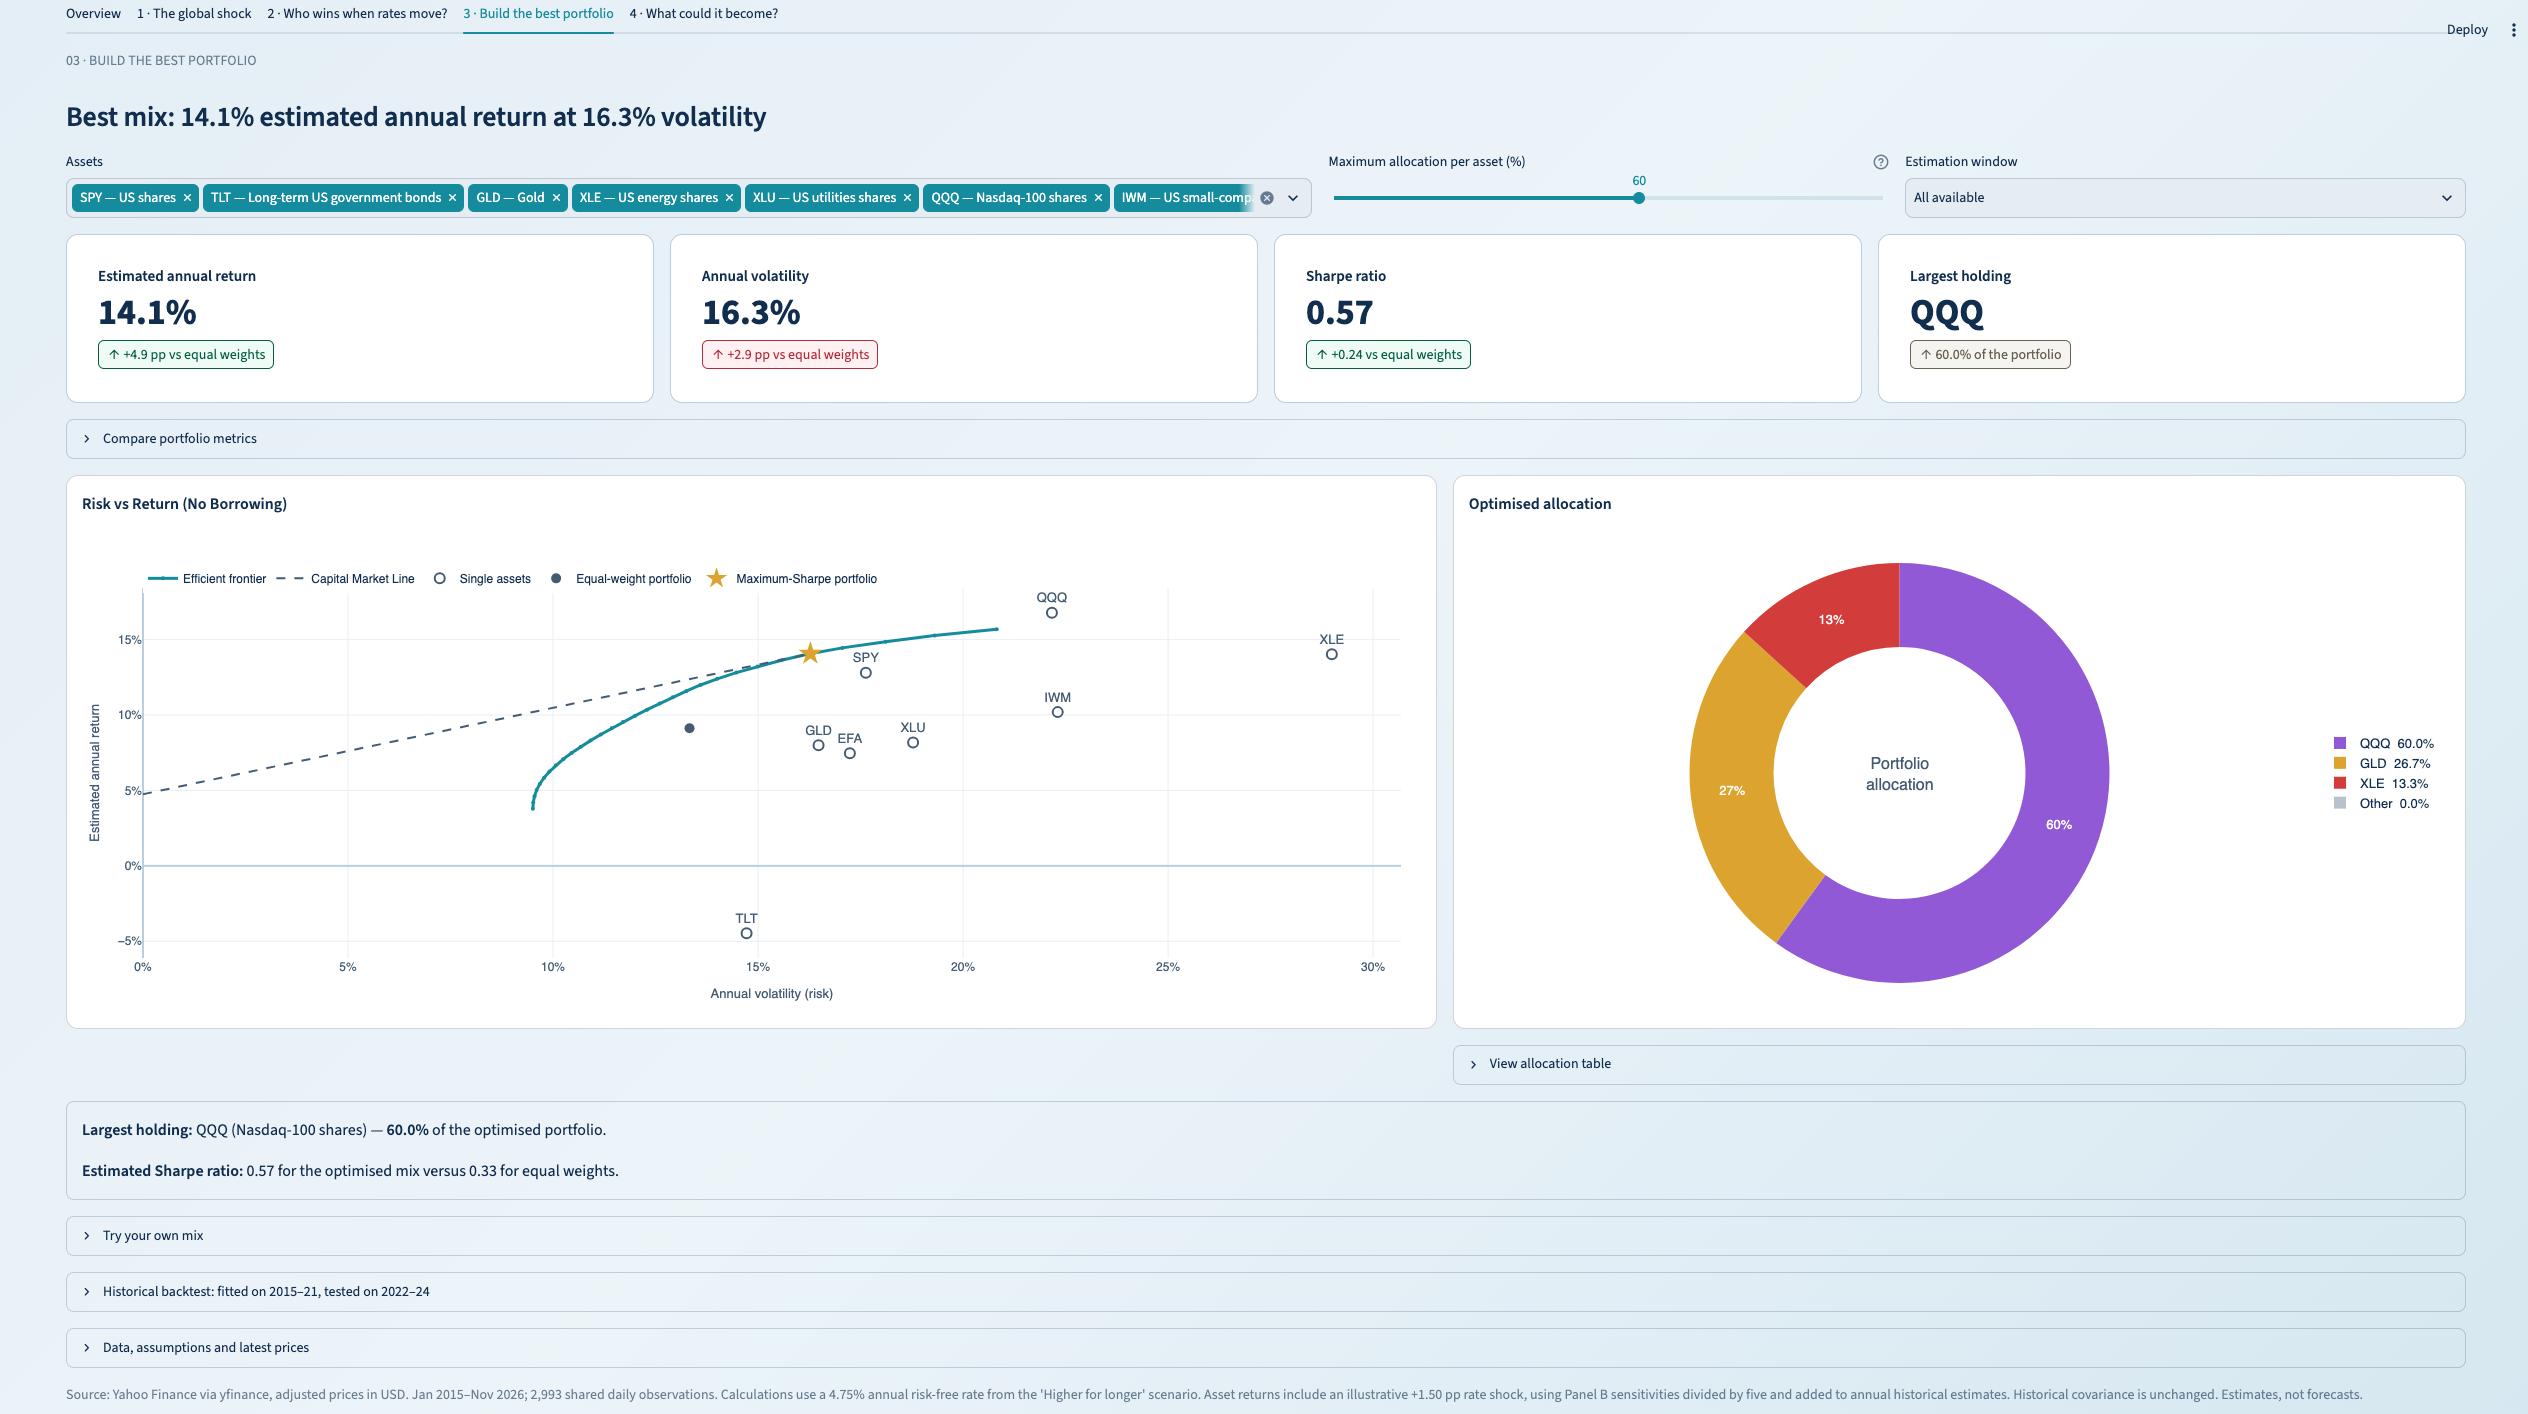 Overview 1 · The global shock 2 · Who wins when rates move? 3 · Build the best portfolio 4 · What could it become?
Deploy
03 · BUILD THE BEST PORTFOLIO
Best mix: 14.1% estimated annual return at 16.3% volatility
Assets
Maximum allocation per asset (%)
Estimation window
SPY — US shares × TLT — Long-term US government bonds × GLD — Gold × XLE — US energy shares × XLU — US utilities shares × QQQ — Nasdaq-100 shares × IWM — US small-comp
60
All available
Estimated annual return
14.1%
↑ +4.9 pp vs equal weights
Annual volatility
16.3%
↑ +2.9 pp vs equal weights
Sharpe ratio
0.57
↑ +0.24 vs equal weights
Largest holding
QQQ
↑ 60.0% of the portfolio
Compare portfolio metrics
Risk vs Return (No Borrowing)
Efficient frontier Capital Market Line Single assets Equal-weight portfolio Maximum-Sharpe portfolio
QQQ
XLE
SPY
IWM
GLD
EFA
XLU
TLT
15%
10%
5%
0%
−5%
Estimated annual return
0% 5% 10% 15% 20% 25% 30%
Annual volatility (risk)
Optimised allocation
13%
27%
60%
Portfolio
allocation
QQQ 60.0%
GLD 26.7%
XLE 13.3%
Other 0.0%
View allocation table
Largest holding: QQQ (Nasdaq-100 shares) — 60.0% of the optimised portfolio.
Estimated Sharpe ratio: 0.57 for the optimised mix versus 0.33 for equal weights.
Try your own mix
Historical backtest: fitted on 2015–21, tested on 2022–24
Data, assumptions and latest prices
Source: Yahoo Finance via yfinance, adjusted prices in USD. Jan 2015–Nov 2026; 2,993 shared daily observations. Calculations use a 4.75% annual risk-free rate from the 'Higher for longer' scenario. Asset returns include an illustrative +1.50 pp rate shock, using Panel B sensitivities divided by five and added to annual historical estimates. Historical covariance is unchanged. Estimates, not forecasts.